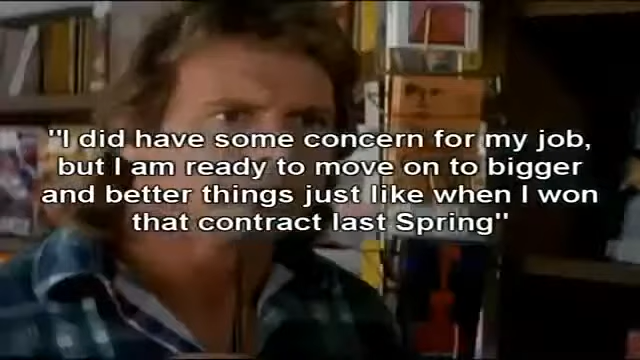 "I did have some concern for my job,
but I am ready to move on to bigger
and better things just like when I won
that contract last Spring"